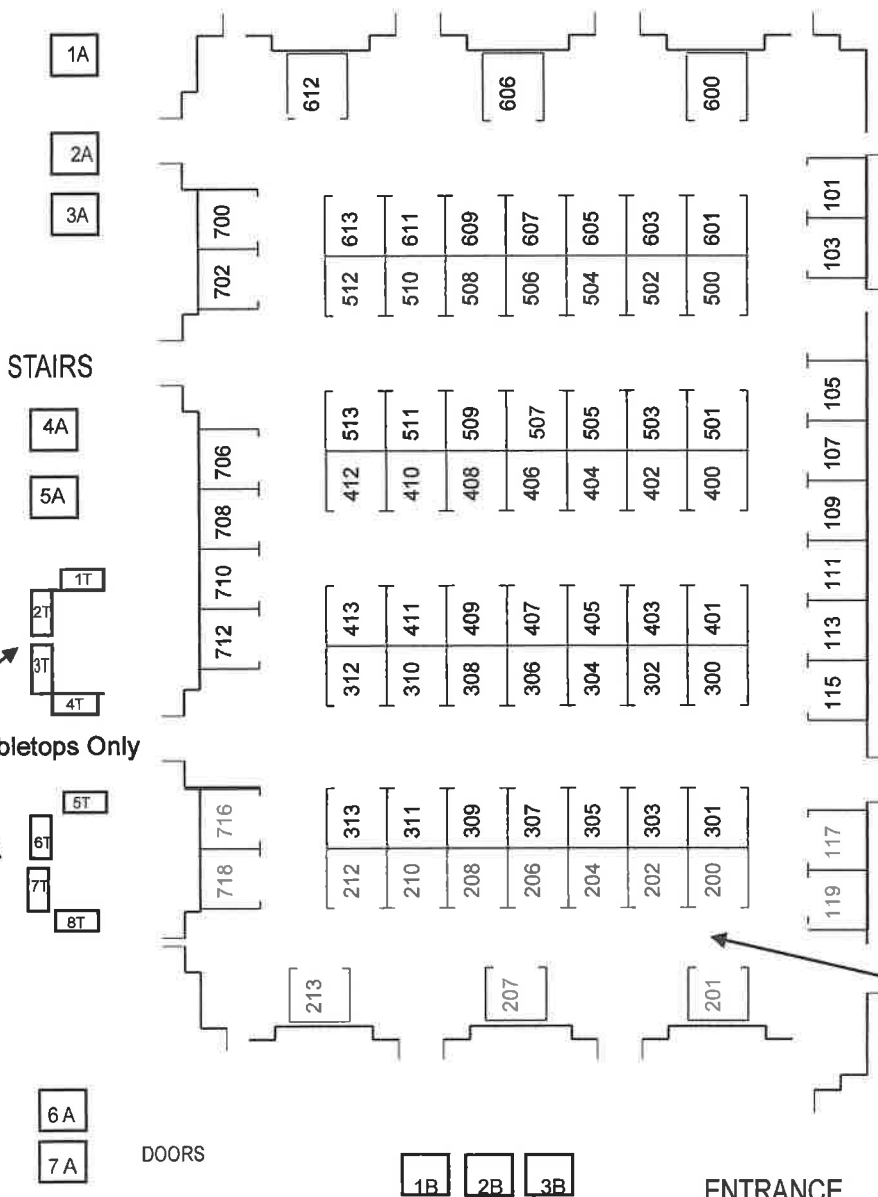 1A
612 606 600
2A
3A
700 613 611 609 607 605 603 601 101
702 512 510 508 506 504 502 500 103
STAIRS
4A
513 511 509 507 505 503 501 105
706 412 410 408 406 404 402 400 107
5A
708 109
1T
710 111
2T
413 411 409 407 405 403 401 113
712
3T
312 310 308 306 304 302 300 115
4T
bletops Only
5T
716 313 311 309 307 305 303 301 117
6T
718 212 210 208 206 204 202 200 119
7T
8T
213 207 201
6 A
7 A DOORS
1B 2B 3B ENTRANCE